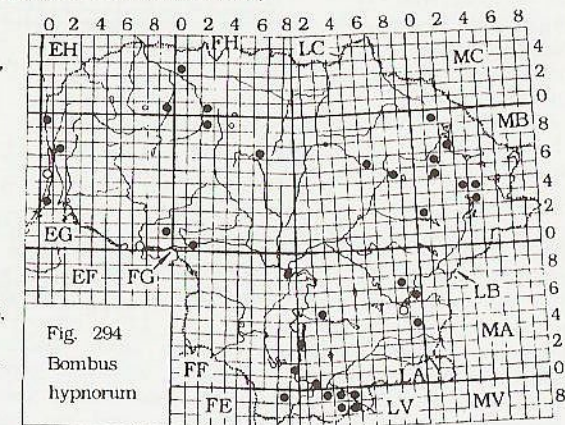 0 2 4 6 8 0 2 4 6 8 2 4 6 8 0 2 4 6 8
EH
FH
LC
MC
4
2
0
8
MB
6
4
2
0
EG
8
EF
FG
LB
6
4
MA
2
0
FF
LA
FE
LV
MV
8
Fig. 294
Bombus
hypnorum